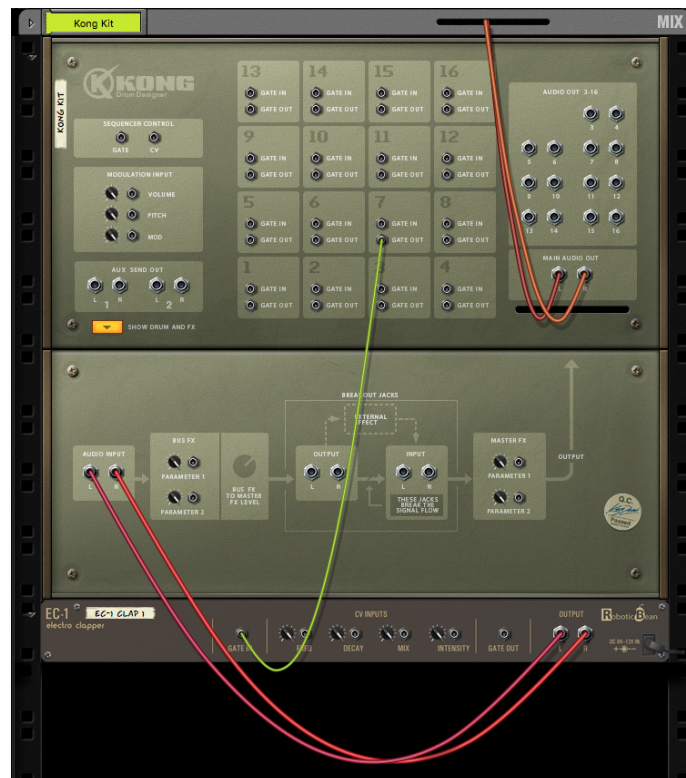 Kong Kit
MIX
KONG
Drum Designer
KONG KIT
SEQUENCER CONTROL
GATE CV
MODULATION INPUT
VOLUME
PITCH
MOD
AUX SEND OUT
L R L R
1 2
SHOW DRUM AND FX
13 14 15 16
GATE IN GATE IN GATE IN GATE IN
GATE OUT GATE OUT GATE OUT GATE OUT
9 10 11 12
GATE IN GATE IN GATE IN GATE IN
GATE OUT GATE OUT GATE OUT GATE OUT
5 6 7 8
GATE IN GATE IN GATE IN GATE IN
GATE OUT GATE OUT GATE OUT GATE OUT
1 2 3 4
GATE IN GATE IN GATE IN GATE IN
GATE OUT GATE OUT GATE OUT GATE OUT
AUDIO OUT 3-16
3 4
5 6 7 8
9 10 11 12
13 14 15 16
MAIN AUDIO OUT
AUDIO INPUT
L R
BUS FX
PARAMETER 1
PARAMETER 2
BUS FX
TO MASTER
FX LEVEL
BREAKOUT JACKS
EXTERNAL
EFFECT
OUTPUT
L R
INPUT
L R
THESE JACKS
BREAK THE
SIGNAL FLOW
MASTER FX
PARAMETER 1
PARAMETER 2
OUTPUT
Q.C.
Passed
EC-1
EC-1 CLAP 1
electro clapper
GATE IN
CV INPUTS
FREQ DECAY MIX INTENSITY
GATE OUT
OUTPUT
L R
RoboticBean
DC 9V-12V IN